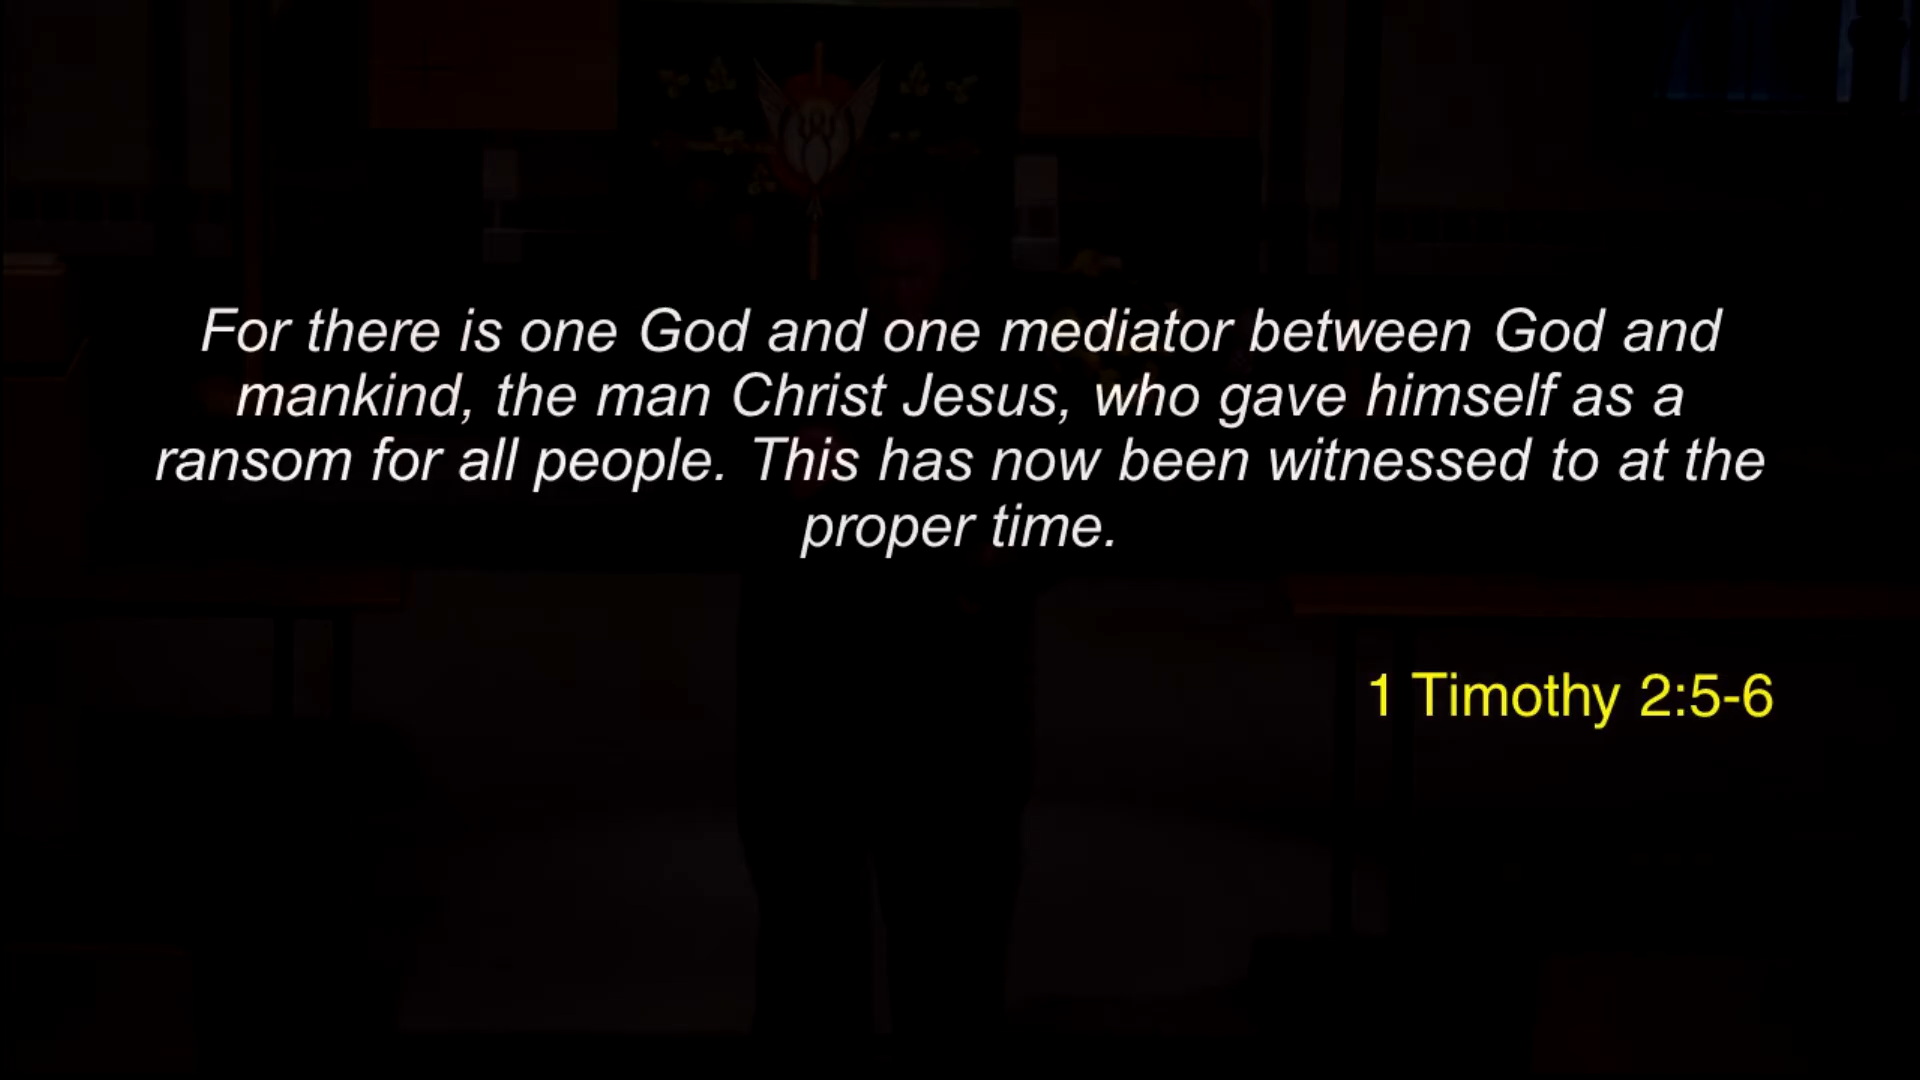 For there is one God and one mediator between God and
mankind, the man Christ Jesus, who gave himself as a
ransom for all people. This has now been witnessed to at the
proper time.
1 Timothy 2:5-6